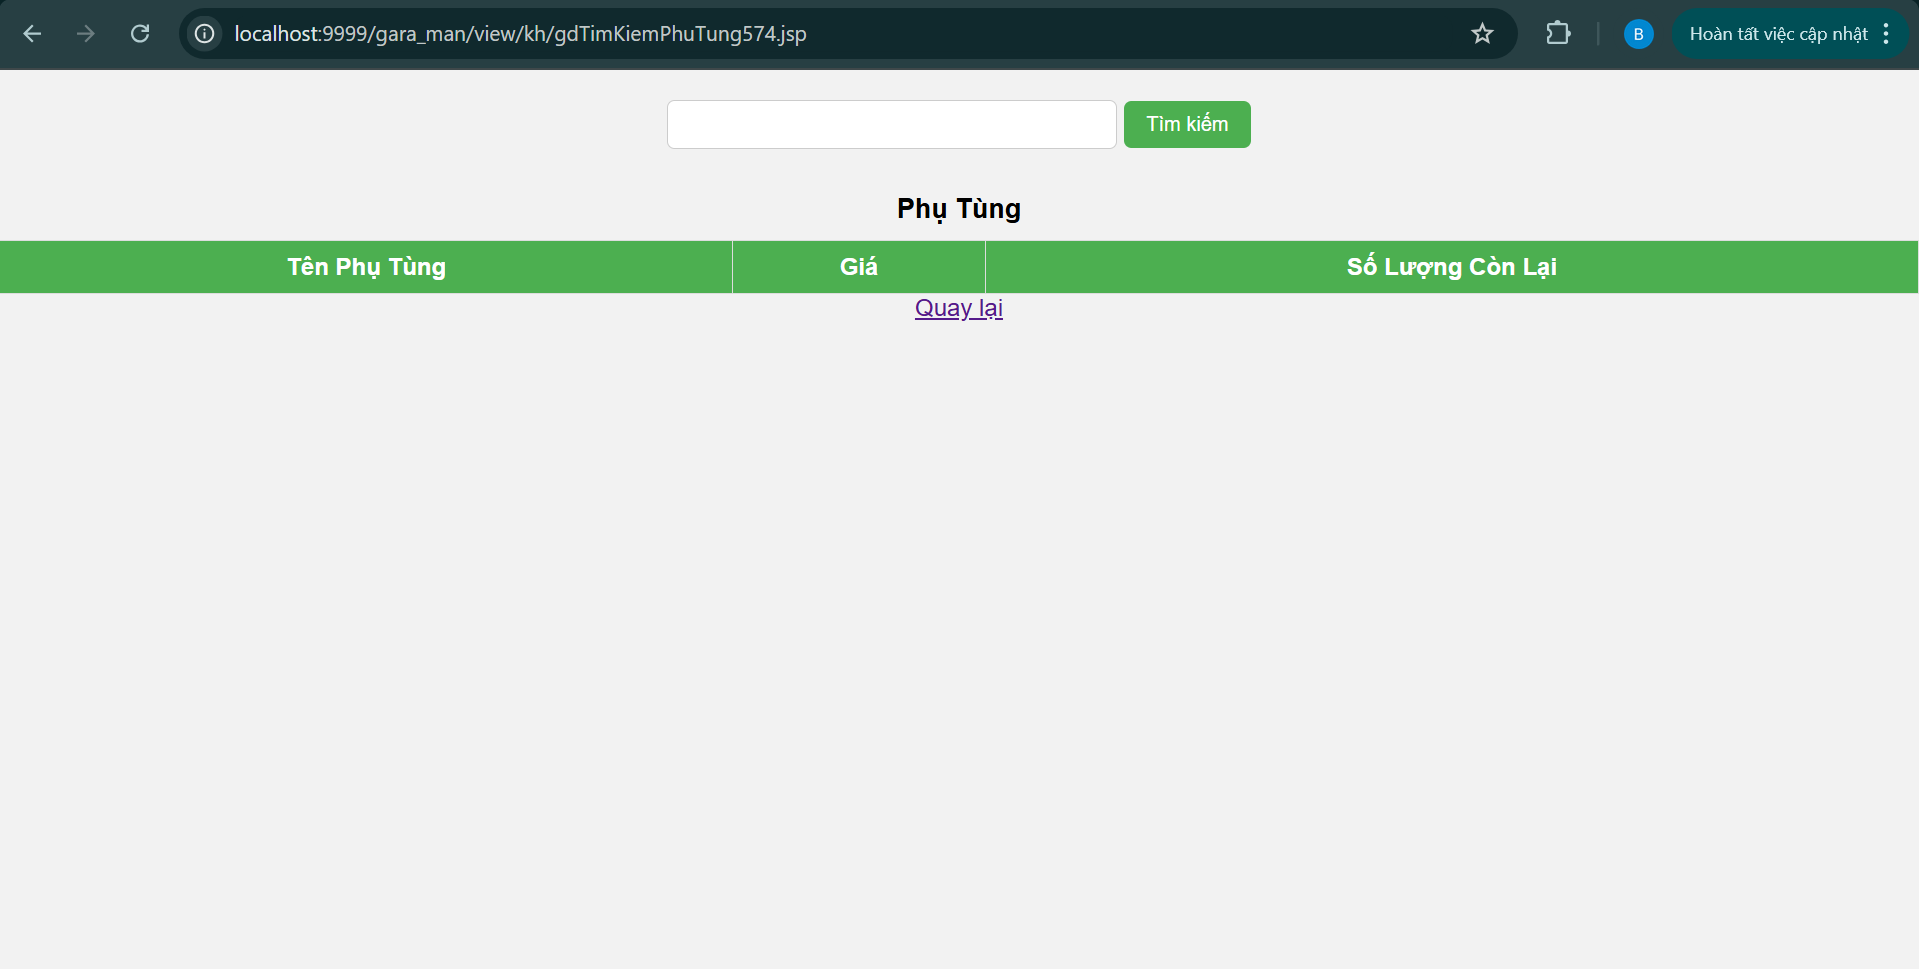 localhost:9999/gara_man/view/kh/gdTimKiemPhuTung574.jsp
B
Hoàn tất việc cập nhật
Tìm kiếm
Phụ Tùng
Tên Phụ Tùng Giá Số Lượng Còn Lại
Quay lại